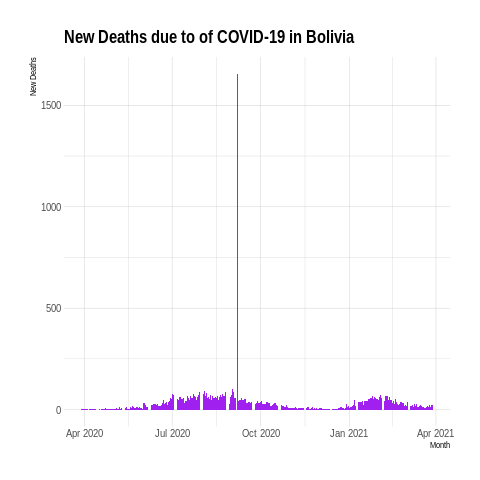 New Deaths due to of COVID-19 in Bolivia
New Deaths
1500
1000
500
0
Apr 2020
Jul 2020
Oct 2020
Jan 2021
Apr 2021
Month